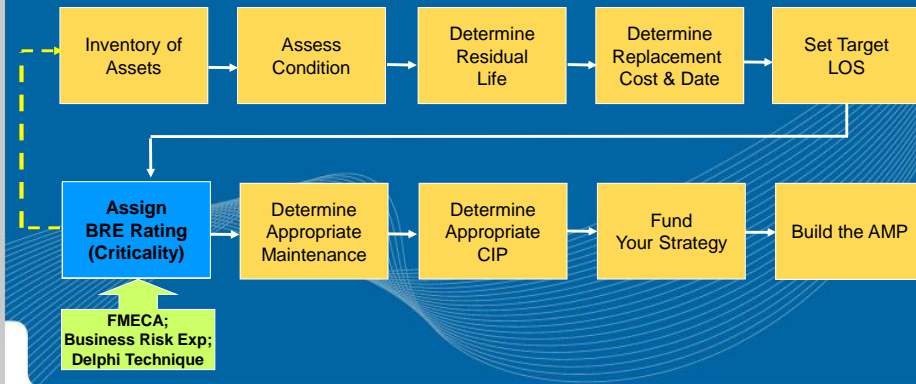 Inventory of
Assets
Assess
Condition
Determine
Residual
Life
Determine
Replacement
Cost & Date
Set Target
LOS
Assign
BRE Rating
(Criticality)
Determine
Appropriate
Maintenance
Determine
Appropriate
CIP
Fund
Your Strategy
Build the AMP
FMECA;
Business Risk Exp;
Delphi Technique